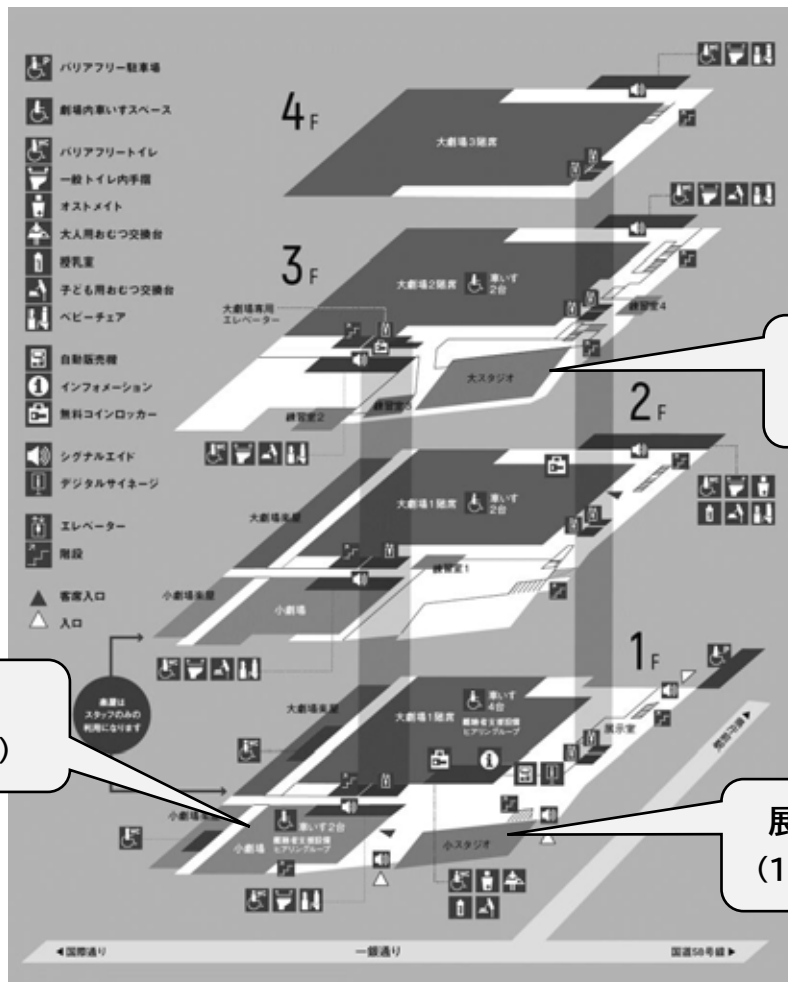 バリアフリー駐車場
劇場内車いすスペース
バリアフリートイレ
一般トイレ内手摺
オストメイト
大人用おむつ交換台
授乳室
子ども用おむつ交換台
ベビーチェア
自動販売機
インフォメーション
無料コインロッカー
シグナルエイド
デジタルサイネージ
エレベーター
階段
客席入口
入口
4F
大劇場3階席
3F
大劇場2階席
車いす
2台
大劇場専用
エレベーター
練習室4
大スタジオ
練習室3
練習室2
2F
大劇場1階席
車いす
2台
大劇場楽屋
練習室1
小劇場楽屋
小劇場
1F
楽屋は
スタッフのみの
利用になります
大劇場楽屋
大劇場1階席
車いす
4台
難聴者支援設備
ヒアリングループ
展示室
小劇場楽屋
車いす2台
小劇場
難聴者支援設備
ヒアリングループ
小スタジオ
)
展
(1
◀国際通り
一銀通り
国道58号線▶